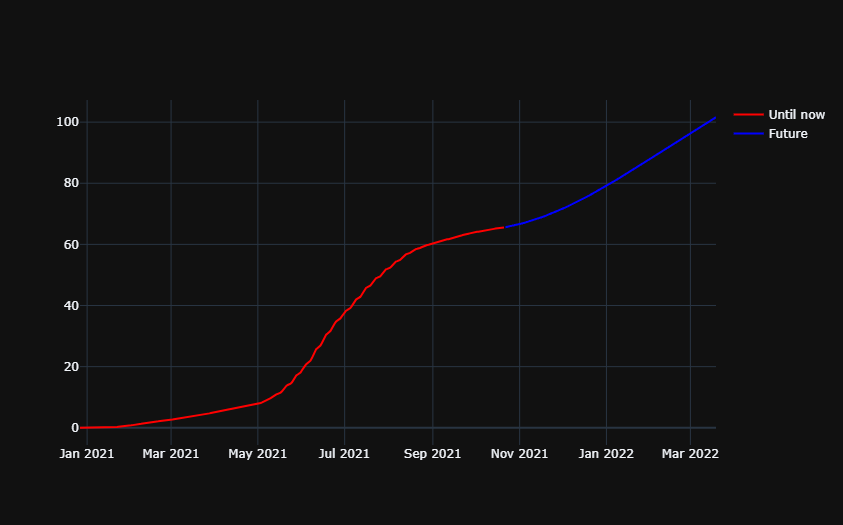 Until now
Future
100
80
60
40
20
0
Jan 2021
Mar 2021
May 2021
Jul 2021
Sep 2021
Nov 2021
Jan 2022
Mar 2022